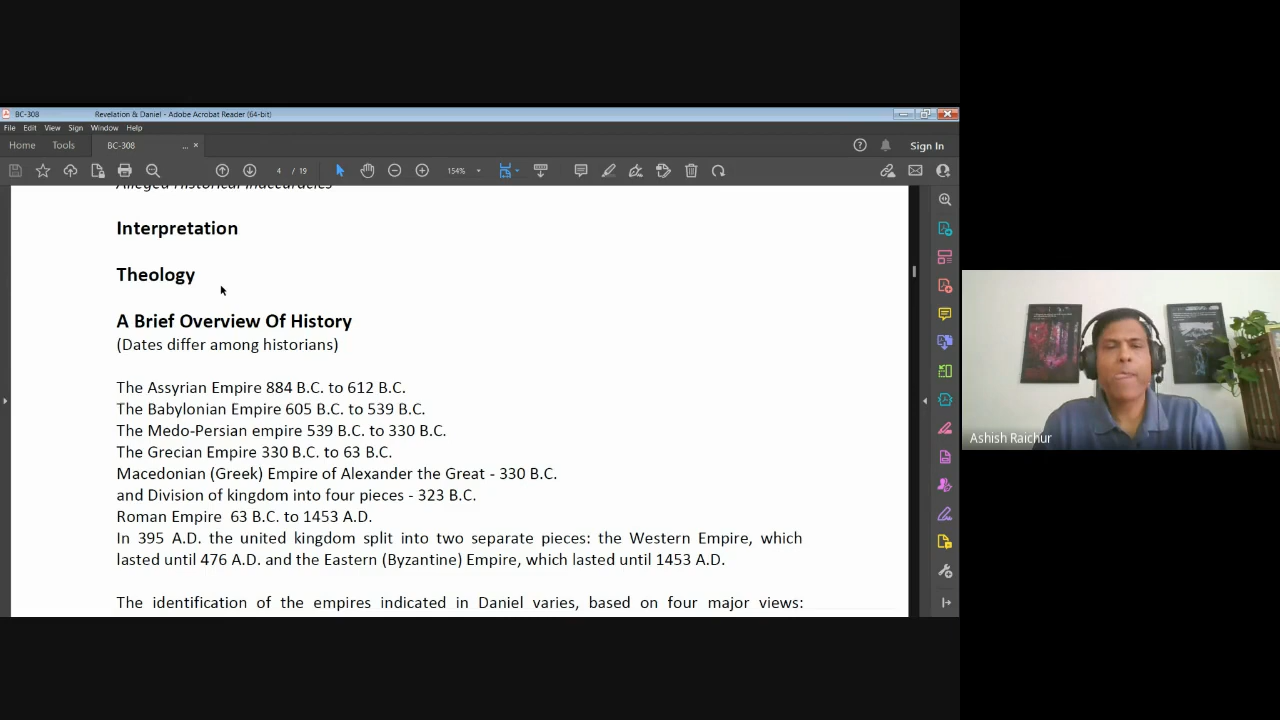 BC-308 Revelation & Daniel - Adobe Acrobat Reader (64-bit)
File Edit View Sign Window Help
Home Tools BC-308 ... × Sign In
4 / 19 154%
Alleged Historical Inaccuracies
Interpretation
Theology
A Brief Overview Of History
(Dates differ among historians)
The Assyrian Empire 884 B.C. to 612 B.C.
The Babylonian Empire 605 B.C. to 539 B.C.
The Medo-Persian empire 539 B.C. to 330 B.C.
The Grecian Empire 330 B.C. to 63 B.C.
Macedonian (Greek) Empire of Alexander the Great - 330 B.C.
and Division of kingdom into four pieces - 323 B.C.
Roman Empire 63 B.C. to 1453 A.D.
In 395 A.D. the united kingdom split into two separate pieces: the Western Empire, which
lasted until 476 A.D. and the Eastern (Byzantine) Empire, which lasted until 1453 A.D.
The identification of the empires indicated in Daniel varies, based on four major views:
Ashish Raichur